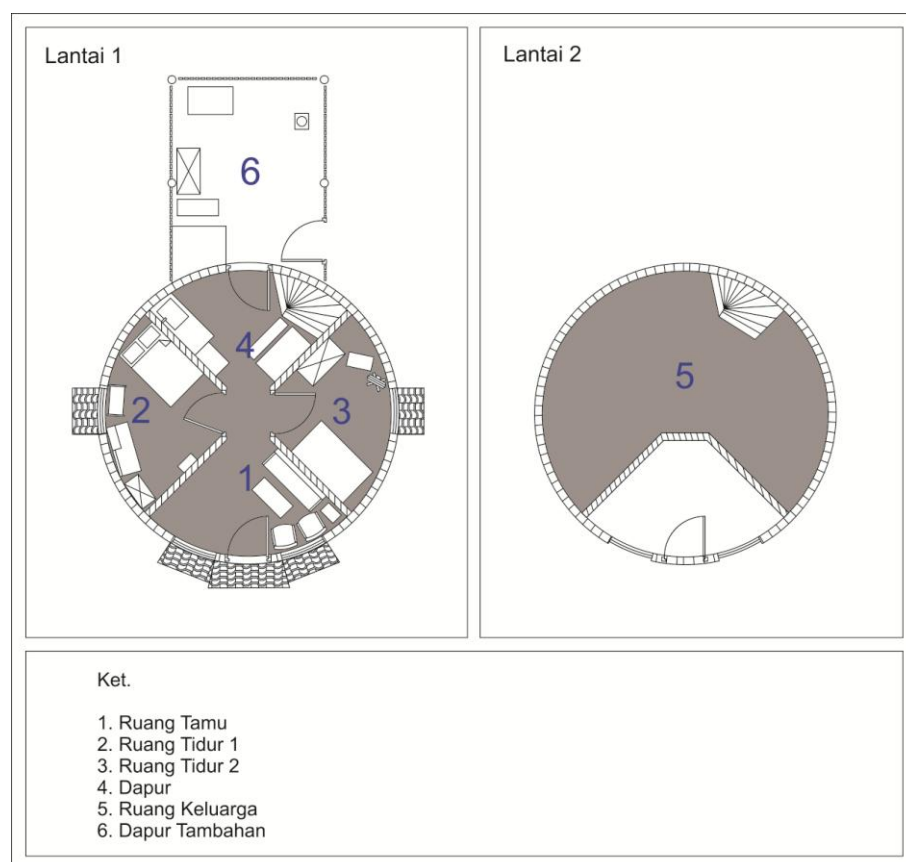 Lantai 1
Lantai 2
6
4
2
3
1
5
Ket.
1. Ruang Tamu
2. Ruang Tidur 1
3. Ruang Tidur 2
4. Dapur
5. Ruang Keluarga
6. Dapur Tambahan